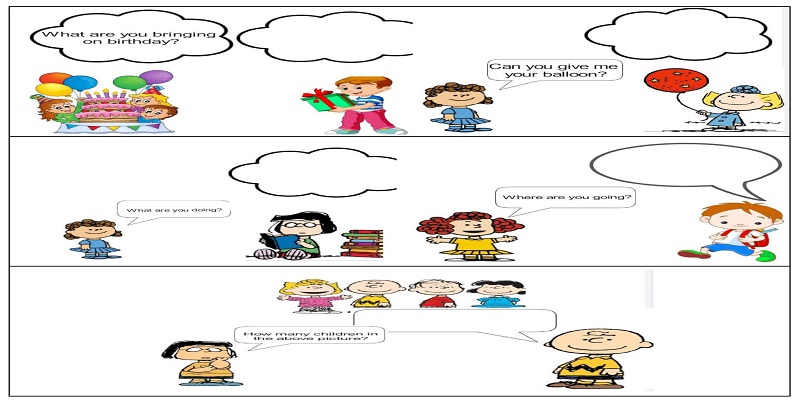 What are you bringing
on birthday?
Can you give me
your balloon?
What are you doing?
Where are you going?
How many children in
the above picture?